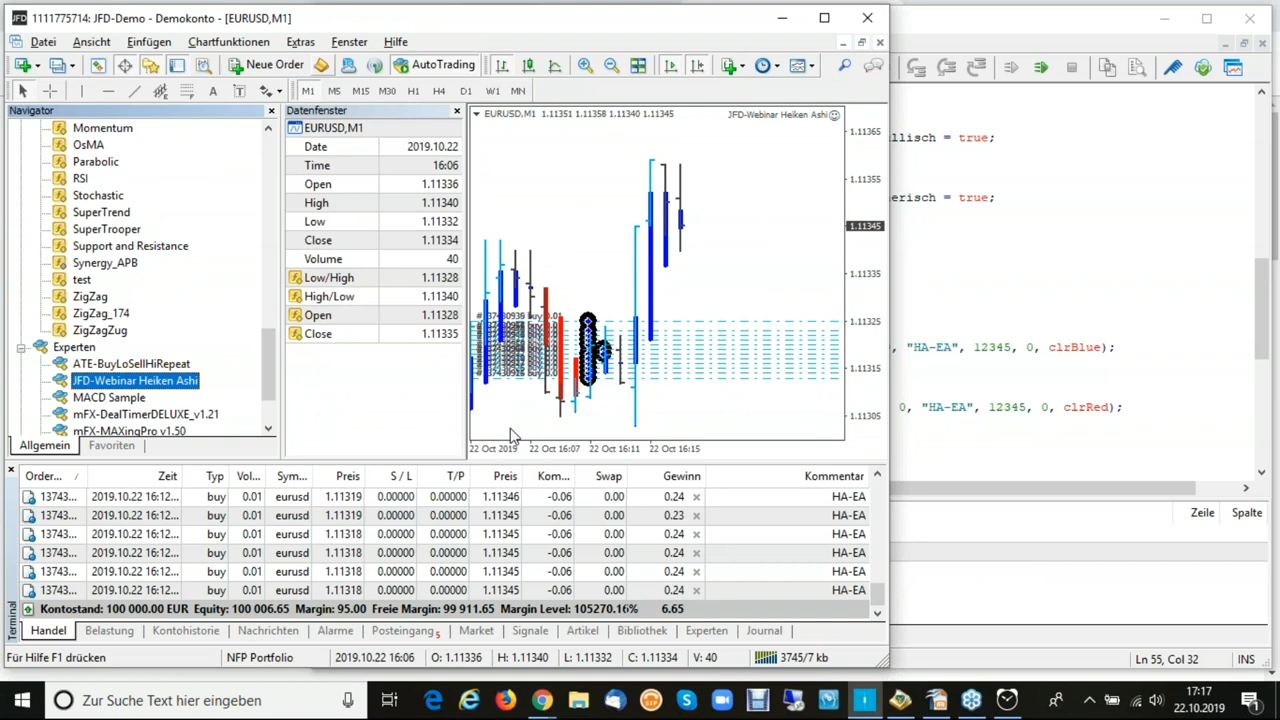 1111775714: JFD-Demo - Demokonto - [EURUSD,M1]
Datei Ansicht Einfügen Chartfunktionen Extras Fenster Hilfe
New Order AutoTrading
M1 M5 M15 M30 H1 H4 D1 W1 MN
Navigator
Momentum
OsMA
Parabolic
RSI
Stochastic
SuperTrend
SuperTrooper
Support and Resistance
Synergy_APB
test
ZigZag
ZigZag_174
ZigZagZug
Experten
ATE-BuyLoSellHiRepeat
JFD-Webinar Heiken Ashi
MACD Sample
mFX-DealTimerDELUXE_v1.21
mFX-MAXingPro v1.50
Allgemein Favoriten
Datenfenster
EURUSD,M1
Date 2019.10.22
Time 16:06
Open 1.11336
High 1.11340
Low 1.11332
Close 1.11334
Volume 40
Low/High 1.11328
High/Low 1.11340
Open 1.11328
Close 1.11335
EURUSD,M1 1.11351 1.11358 1.11340 1.11345
JFD-Webinar Heiken Ashi
1.11365
1.11355
1.11345
1.11335
1.11325
1.11315
1.11305
22 Oct 2019 22 Oct 16:07 22 Oct 16:11 22 Oct 16:15
llisch = true;
erisch = true;
, "HA-EA", 12345, 0, clrBlue);
0, "HA-EA", 12345, 0, clrRed);
Zeile Spalte
Ln 55, Col 32 INS
Terminal
Order... Zeit Typ Vol... Sym... Preis S / L T/P Preis Kom... Swap Gewinn Kommentar
13743... 2019.10.22 16:12... buy 0.01 eurusd 1.11319 0.00000 0.00000 1.11346 -0.06 0.00 0.24 HA-EA
13743... 2019.10.22 16:12... buy 0.01 eurusd 1.11319 0.00000 0.00000 1.11345 -0.06 0.00 0.23 HA-EA
13743... 2019.10.22 16:12... buy 0.01 eurusd 1.11318 0.00000 0.00000 1.11345 -0.06 0.00 0.24 HA-EA
13743... 2019.10.22 16:12... buy 0.01 eurusd 1.11318 0.00000 0.00000 1.11345 -0.06 0.00 0.24 HA-EA
13743... 2019.10.22 16:12... buy 0.01 eurusd 1.11318 0.00000 0.00000 1.11345 -0.06 0.00 0.24 HA-EA
13743... 2019.10.22 16:12... buy 0.01 eurusd 1.11318 0.00000 0.00000 1.11345 -0.06 0.00 0.24 HA-EA
Kontostand: 100 000.00 EUR Equity: 100 006.65 Margin: 95.00 Freie Margin: 99 911.65 Margin Level: 105270.16% 6.65
Handel Belastung Kontohistorie Nachrichten Alarme Posteingang 5 Market Signale Artikel Bibliothek Experten Journal
Für Hilfe F1 drücken NFP Portfolio 2019.10.22 16:06 O: 1.11336 H: 1.11340 L: 1.11332 C: 1.11334 V: 40 3745/7 kb
Zur Suche Text hier eingeben
17:17
22.10.2019